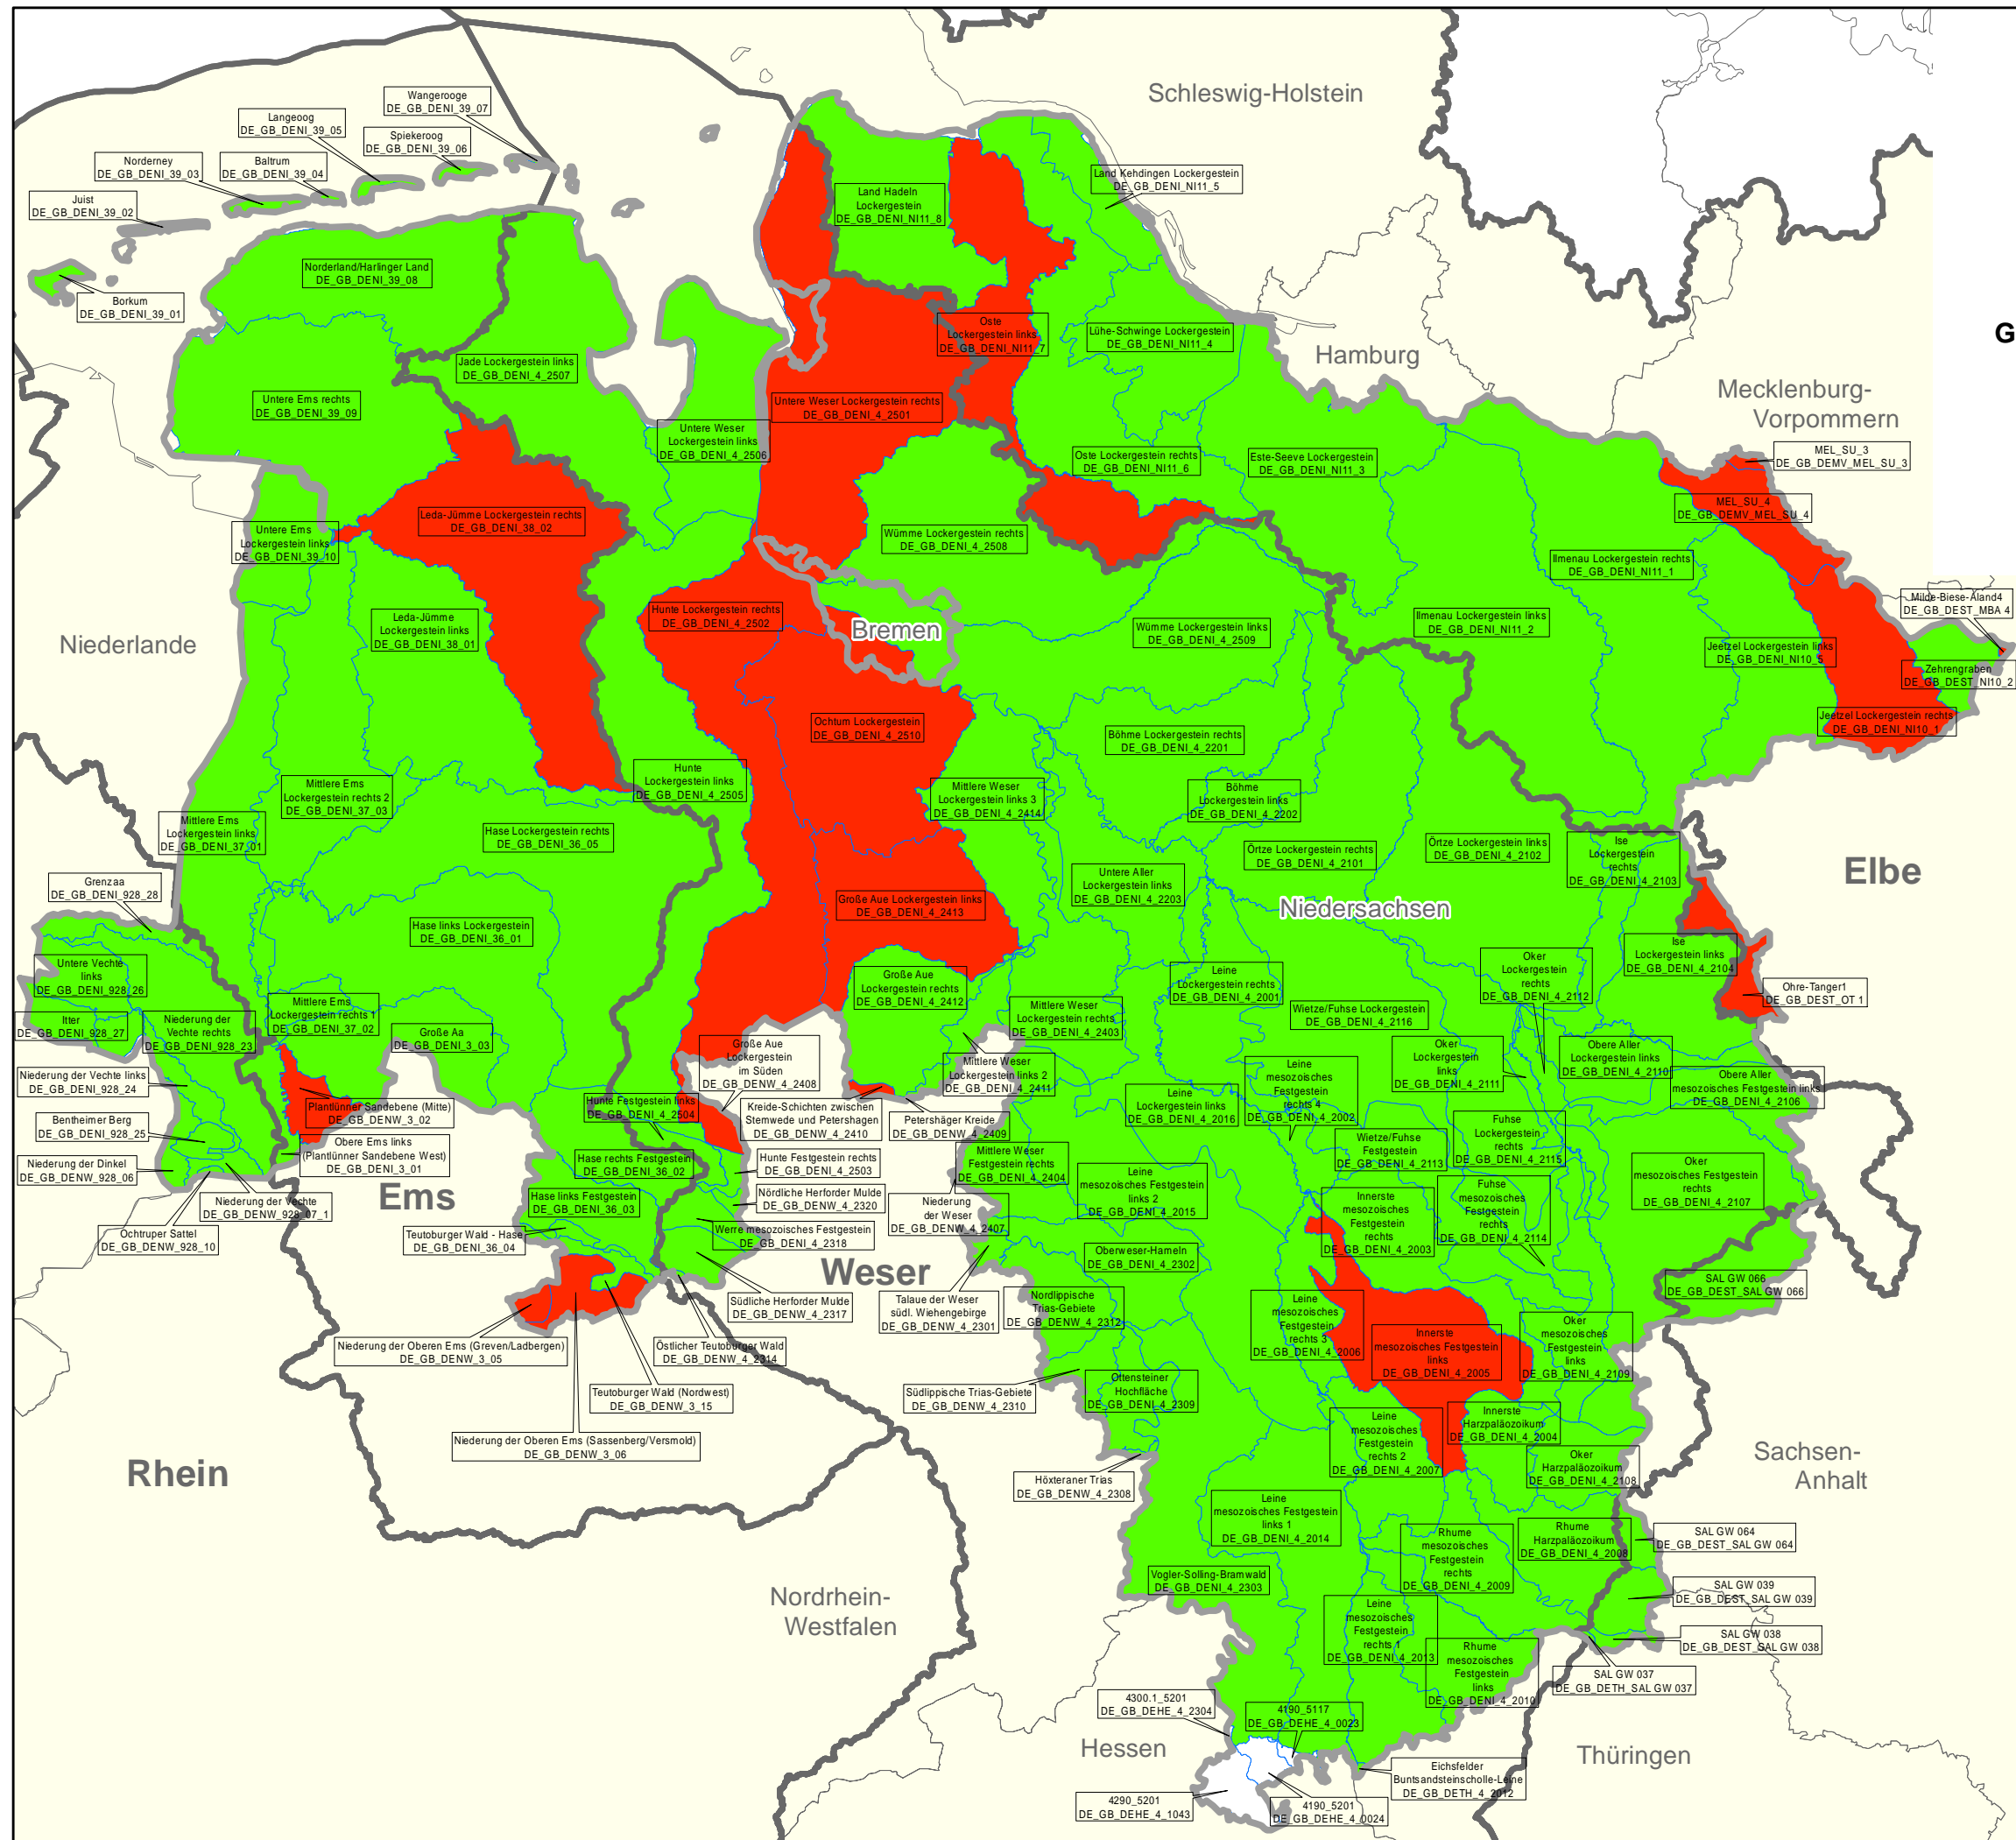 Schleswig-Holstein
Wangerooge
DE_GB_DENI_39_07
Langeoog
DE_GB_DENI_39_05
Spiekeroog
DE_GB_DENI_39_06
Norderney
DE_GB_DENI_39_03
Baltrum
DE_GB_DENI_39_04
Juist
DE_GB_DENI_39_02
Borkum
DE_GB_DENI_39_01
Land Kehdingen Lockergestein
DE_GB_DENI_NI11_5
Land Hadeln
Lockergestein
DE_GB_DENI_NI11_8
Norderland/Harlinger Land
DE_GB_DENI_39_08
Oste
Lockergestein links
DE_GB_DENI_NI11_7
Lühe-Schwinge Lockergestein
DE_GB_DENI_NI11_4
Hamburg
G
Jade Lockergestein links
DE_GB_DENI_4_2507
Untere Ems rechts
DE_GB_DENI_39_09
Untere Weser Lockergestein rechts
DE_GB_DENI_4_2501
Mecklenburg-
Vorpommern
Untere Weser
Lockergestein links
DE_GB_DENI_4_2506
Oste Lockergestein rechts
DE_GB_DENI_NI11_6
Este-Seeve Lockergestein
DE_GB_DENI_NI11_3
MEL_SU_3
DE_GB_DEMV_MEL_SU_3
MEL_SU_4
DE_GB_DEMV_MEL_SU_4
Leda-Jümme Lockergestein rechts
DE_GB_DENI_38_02
Untere Ems
Lockergestein links
DE_GB_DENI_39_10
Wümme Lockergestein rechts
DE_GB_DENI_4_2508
Ilmenau Lockergestein rechts
DE_GB_DENI_NI11_1
Milde-Biese-Aland4
DE_GB_DEST_MBA 4
Niederlande
Leda-Jümme
Lockergestein links
DE_GB_DENI_38_01
Hunte Lockergestein rechts
DE_GB_DENI_4_2502
Bremen
Wümme Lockergestein links
DE_GB_DENI_4_2509
Ilmenau Lockergestein links
DE_GB_DENI_NI11_2
Jeetzel Lockergestein links
DE_GB_DENI_NI10_5
Zehrengraben
DE_GB_DEST_NI10_2
Ochtum Lockergestein
DE_GB_DENI_4_2510
Böhme Lockergestein rechts
DE_GB_DENI_4_2201
Jeetzel Lockergestein rechts
DE_GB_DENI_NI10_1
Mittlere Ems
Lockergestein rechts 2
DE_GB_DENI_37_03
Hunte
Lockergestein links
DE_GB_DENI_4_2505
Mittlere Weser
Lockergestein links 3
DE_GB_DENI_4_2414
Böhme
Lockergestein links
DE_GB_DENI_4_2202
Mittlere Ems
Lockergestein links
DE_GB_DENI_37_01
Hase Lockergestein rechts
DE_GB_DENI_36_05
Örtze Lockergestein rechts
DE_GB_DENI_4_2101
Örtze Lockergestein links
DE_GB_DENI_4_2102
Ise
Lockergestein
rechts
DE_GB_DENI_4_2103
Elbe
Grenzaa
DE_GB_DENI_928_28
Untere Aller
Lockergestein links
DE_GB_DENI_4_2203
Große Aue Lockergestein links
DE_GB_DENI_4_2413
Niedersachsen
Hase links Lockergestein
DE_GB_DENI_36_01
Ise
Lockergestein links
DE_GB_DENI_4_2104
Untere Vechte
links
DE_GB_DENI_928_26
Große Aue
Lockergestein rechts
DE_GB_DENI_4_2412
Leine
Lockergestein rechts
DE_GB_DENI_4_2001
Oker
Lockergestein
rechts
DE_GB_DENI_4_2112
Ohre-Tanger1
DE_GB_DEST_OT 1
Itter
DE_GB_DENI_928_27
Niederung der
Vechte rechts
DE_GB_DENI_928_23
Mittlere Ems
Lockergestein rechts 1
DE_GB_DENI_37_02
Große Aa
DE_GB_DENI_3_03
Mittlere Weser
Lockergestein rechts
DE_GB_DENI_4_2403
Wietze/Fuhse Lockergestein
DE_GB_DENI_4_2116
Große Aue
Lockergestein
im Süden
DE_GB_DENW_4_2408
Mittlere Weser
Lockergestein links 2
DE_GB_DENI_4_2411
Leine
mesozoisches
Festgestein
rechts 4
DE_GB_DENI_4_2002
Oker
Lockergestein
links
DE_GB_DENI_4_2111
Obere Aller
Lockergestein links
DE_GB_DENI_4_2110
Obere Aller
mesozoisches Festgestein links
DE_GB_DENI_4_2106
Niederung der Vechte links
DE_GB_DENI_928_24
Plantlünner Sandebene (Mitte)
DE_GB_DENW_3_02
Hunte Festgestein links
DE_GB_DENI_4_2504
Kreide-Schichten zwischen
Stemwede und Petershagen
DE_GB_DENW_4_2410
Petershäger Kreide
DE_GB_DENW_4_2409
Leine
Lockergestein links
DE_GB_DENI_4_2016
Bentheimer Berg
DE_GB_DENI_928_25
Obere Ems links
(Plantlünner Sandebene West)
DE_GB_DENI_3_01
Fuhse
Lockergestein
rechts
DE_GB_DENI_4_2115
Wietze/Fuhse
Festgestein
DE_GB_DENI_4_2113
Niederung der Dinkel
DE_GB_DENW_928_06
Hase rechts Festgestein
DE_GB_DENI_36_02
Hunte Festgestein rechts
DE_GB_DENI_4_2503
Mittlere Weser
Festgestein rechts
DE_GB_DENI_4_2404
Oker
mesozoisches Festgestein
rechts
DE_GB_DENI_4_2107
Niederung der Vechte
DE_GB_DENW_928_07_1
Ems
Hase links Festgestein
DE_GB_DENI_36_03
Nördliche Herforder Mulde
DE_GB_DENW_4_2320
Niederung
der Weser
DE_GB_DENW_4_2407
Leine
mesozoisches Festgestein
links 2
DE_GB_DENI_4_2015
Innerste
mesozoisches
Festgestein
rechts
DE_GB_DENI_4_2003
Fuhse
mesozoisches
Festgestein
rechts
DE_GB_DENI_4_2114
Ochtruper Sattel
DE_GB_DENW_928_10
Teutoburger Wald - Hase
DE_GB_DENI_36_04
Werre mesozoisches Festgestein
DE_GB_DENI_4_2318
Weser
Oberweser-Hameln
DE_GB_DENI_4_2302
SAL GW 066
DE_GB_DEST_SAL GW 066
Südliche Herforder Mulde
DE_GB_DENW_4_2317
Talaue der Weser
südl. Wiehengebirge
DE_GB_DENW_4_2301
Nordlippische
Trias-Gebiete
DE_GB_DENW_4_2312
Leine
mesozoisches
Festgestein
rechts 3
DE_GB_DENI_4_2006
Innerste
mesozoisches Festgestein
links
DE_GB_DENI_4_2005
Oker
mesozoisches
Festgestein
links
DE_GB_DENI_4_2109
Niederung der Oberen Ems (Greven/Ladbergen)
DE_GB_DENW_3_05
Östlicher Teutoburger Wald
DE_GB_DENW_4_2314
Teutoburger Wald (Nordwest)
DE_GB_DENW_3_15
Südlippische Trias-Gebiete
DE_GB_DENW_4_2310
Ottensteiner
Hochfläche
DE_GB_DENI_4_2309
Leine
mesozoisches
Festgestein
rechts 2
DE_GB_DENI_4_2007
Innerste
Harzpaläozoikum
DE_GB_DENI_4_2004
Niederung der Oberen Ems (Sassenberg/Versmold)
DE_GB_DENW_3_06
Rhein
Höxteraner Trias
DE_GB_DENW_4_2308
Oker
Harzpaläozoikum
DE_GB_DENI_4_2108
Sachsen-
Anhalt
Leine
mesozoisches Festgestein
links 1
DE_GB_DENI_4_2014
Rhume
mesozoisches
Festgestein
rechts
DE_GB_DENI_4_2009
Rhume
Harzpaläozoikum
DE_GB_DENI_4_2008
SAL GW 064
DE_GB_DEST_SAL GW 064
Vogler-Solling-Bramwald
DE_GB_DENI_4_2303
SAL GW 039
DE_GB_DEST_SAL GW 039
Nordrhein-
Westfalen
Leine
mesozoisches
Festgestein
rechts 1
DE_GB_DENI_4_2013
Rhume
mesozoisches
Festgestein
links
DE_GB_DENI_4_2010
SAL GW 038
DE_GB_DEST_SAL GW 038
SAL GW 037
DE_GB_DETH_SAL GW 037
4300.1_5201
DE_GB_DEHE_4_2304
4190_5117
DE_GB_DEHE_4_0023
Hessen
Thüringen
Eichsfelder
Buntsandsteinscholle-Leine
DE_GB_DETH_4_2012
4290_5201
DE_GB_DEHE_4_1043
4190_5201
DE_GB_DEHE_4_0024